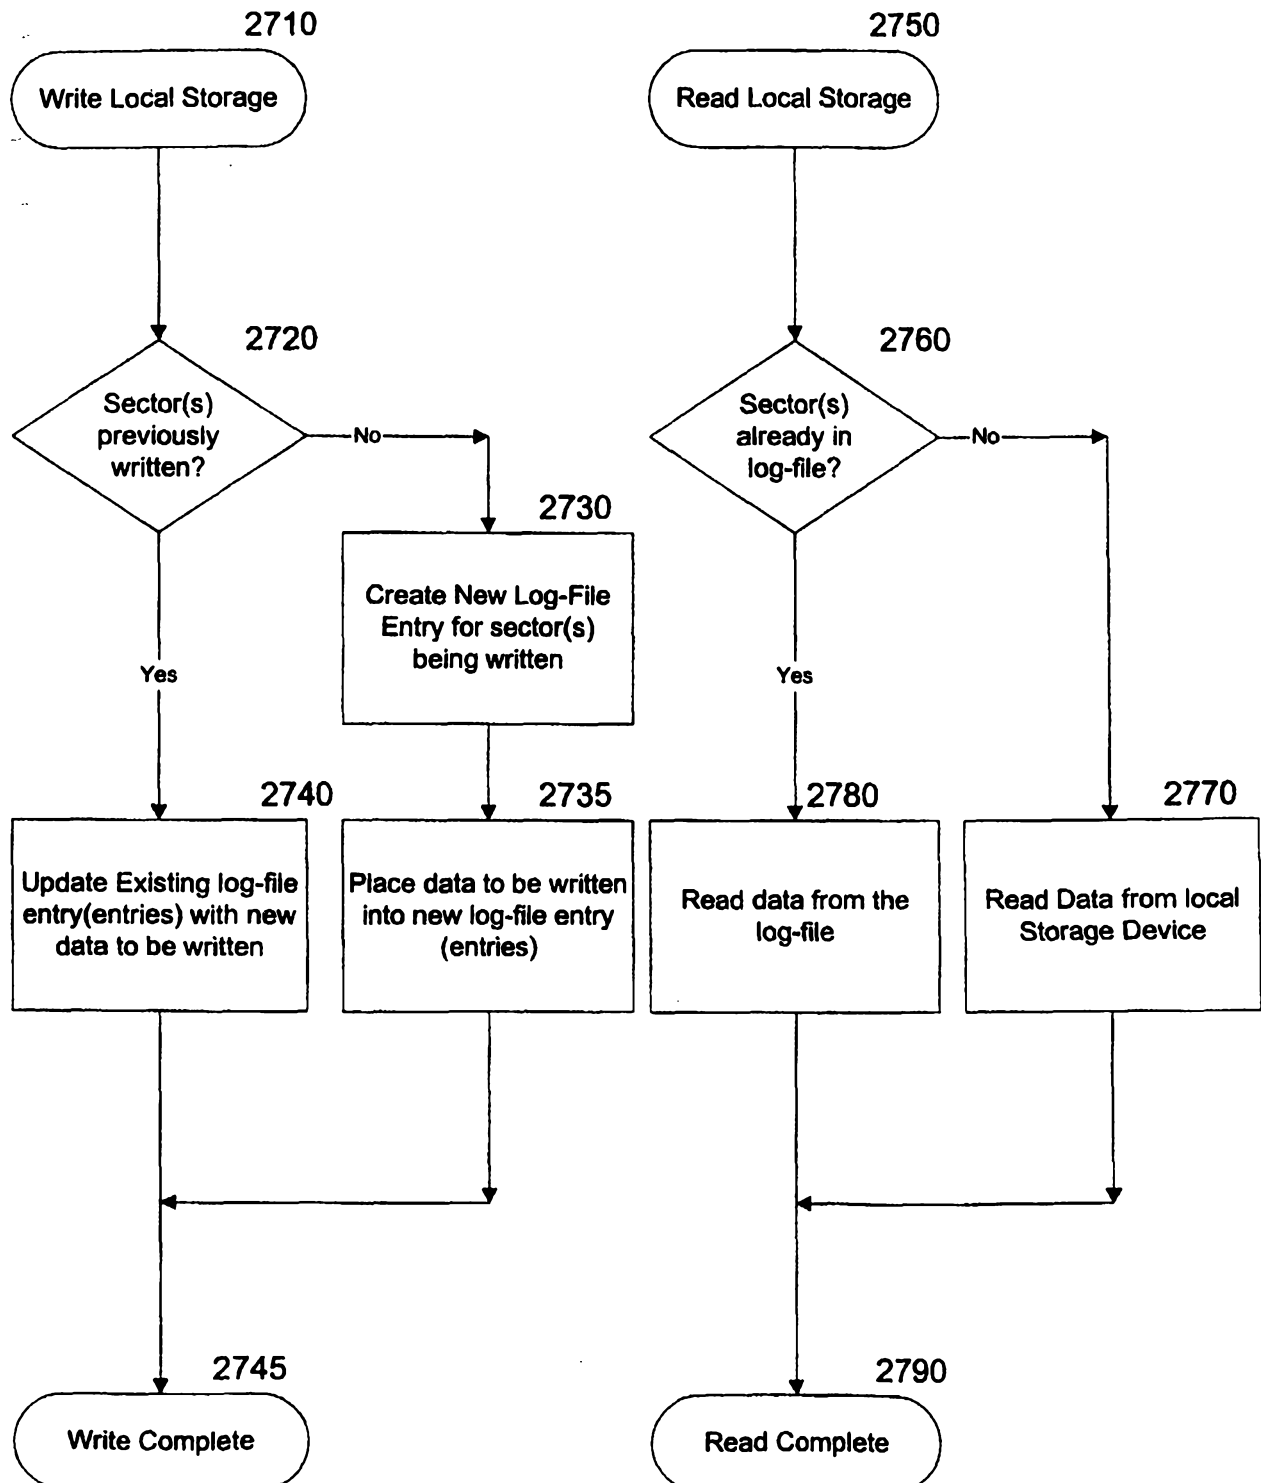 2710
Write Local Storage
2720
Sector(s)
previously
written?
No
2730
Create New Log-File
Entry for sector(s)
being written
Yes
2740
Update Existing log-file
entry(entries) with new
data to be written
2735
Place data to be written
into new log-file entry
(entries)
2745
Write Complete
2750
Read Local Storage
2760
Sector(s)
already in
log-file?
No
Yes
2780
Read data from the
log-file
2770
Read Data from local
Storage Device
2790
Read Complete